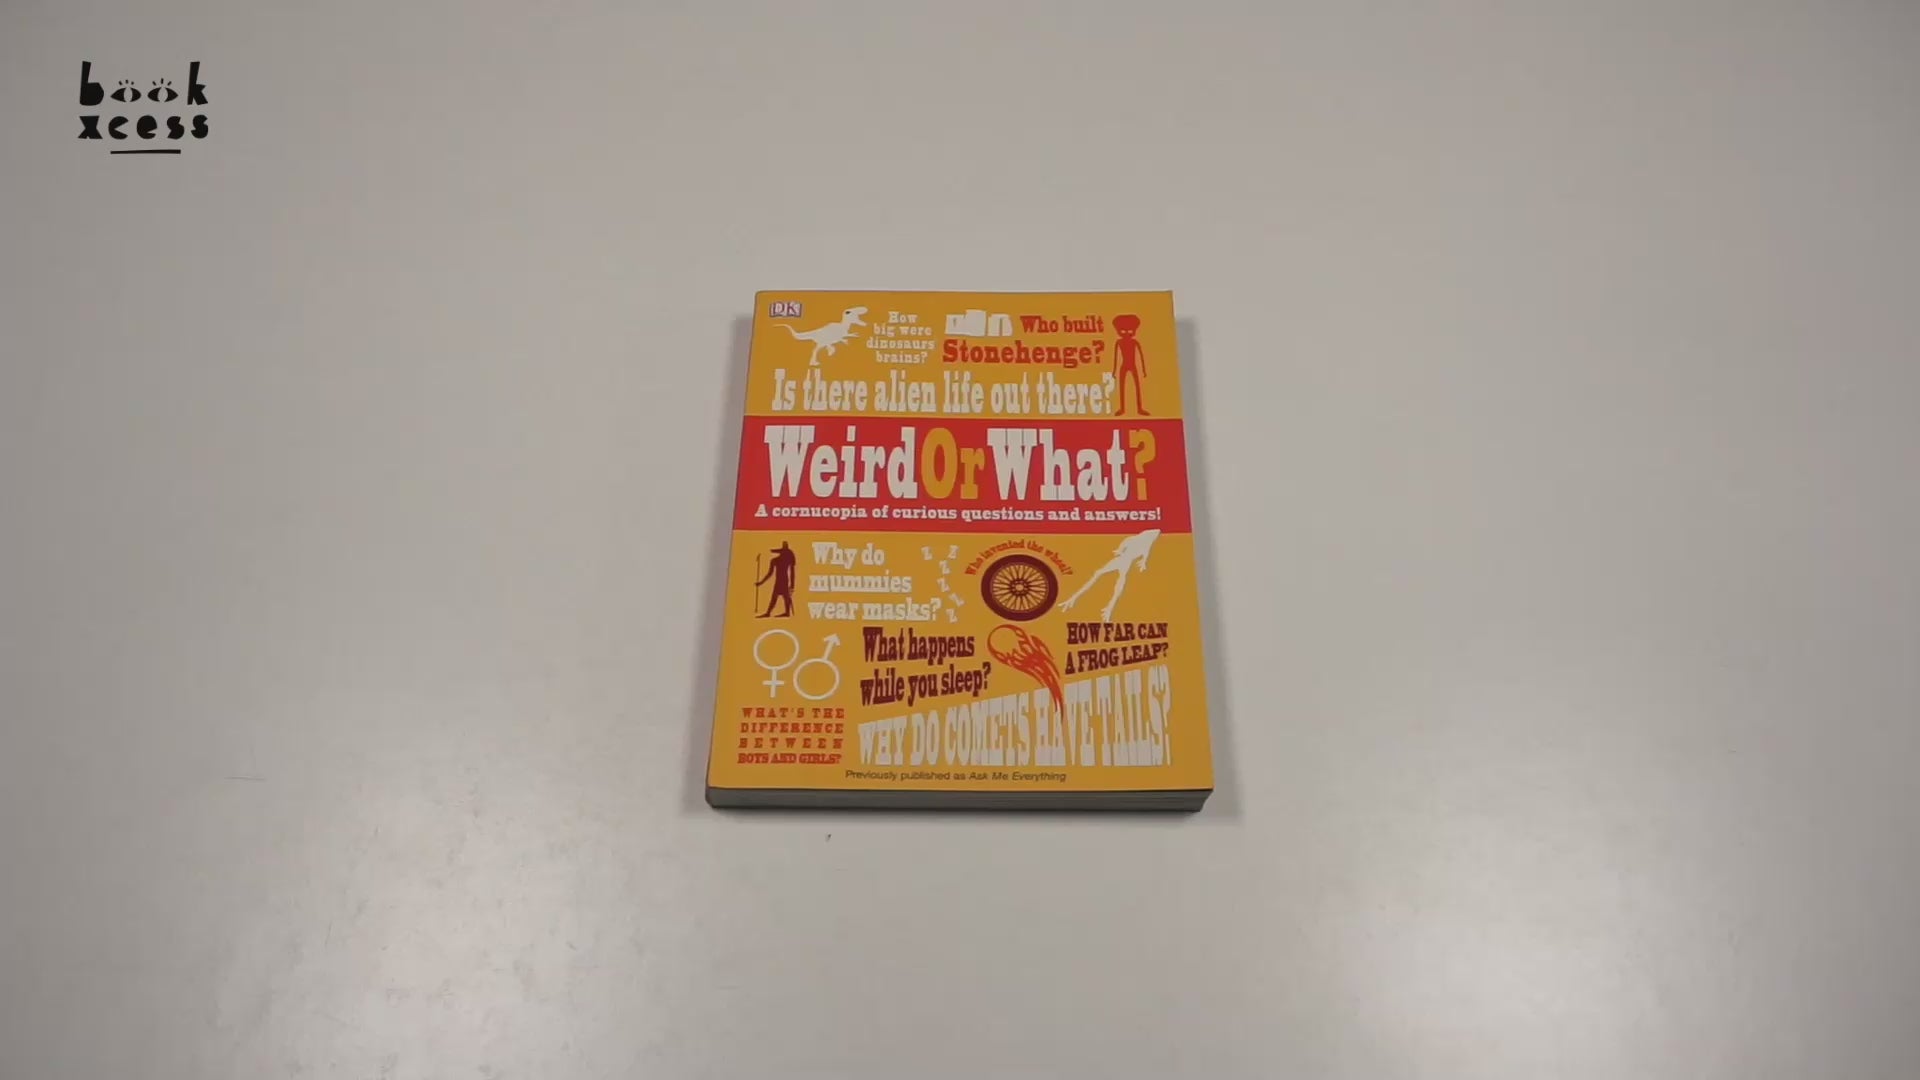 book
xcess
DK
How
big were
dinosaurs
brains?
Who built
Stonehenge?
Is there alien life out there?
WeirdOrWhat?
A cornucopia of curious questions and answers!
Why do
mummies
wear masks?
z z
z
z
z
z
Who invented the wheel?
What happens
while you sleep?
HOW FAR CAN
A FROG LEAP?
WHAT'S THE
DIFFERENCE
BETWEEN
BOYS AND GIRLS?
WHY DO COMETS HAVE TAILS?
Previously published as Ask Me Everything